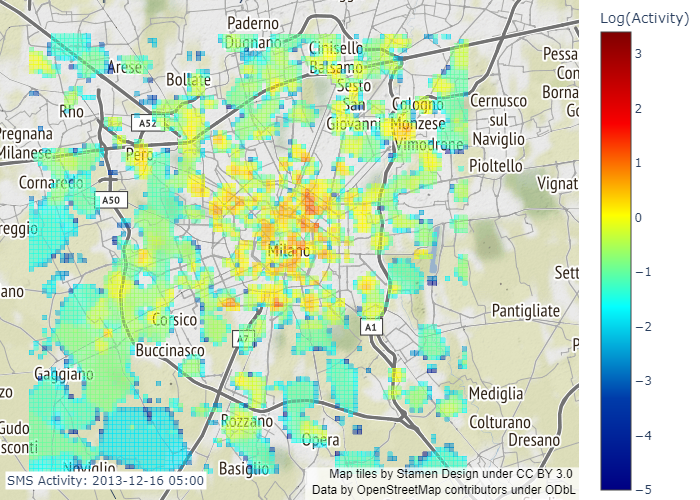 Paderno
Dugnano
Cinisello
Balsamo
Arese
Bollate
Sesto
San
Giovanni
Rho
A52
Cologno
Monzese
Cernusco
sul
Naviglio
Pessa
Con
Borna
Go
Pregnana
Milanese
Pero
Vimodrone
Pioltello
Cornaredo
Vignat
A50
reggio
Milano
Sett
ano
Pantigliate
Corsico
A7
A1
Buccinasco
P
Gaggiano
zo
Mediglia
Gudo
sconti
Rozzano
Colturano
Dresano
Opera
Noviglio
Basiglio
SMS Activity: 2013-12-16 05:00
Map tiles by Stamen Design under CC BY 3.0
Data by OpenStreetMap contributors under ODbL
Log(Activity)
3
2
1
0
−1
−2
−3
−4
−5